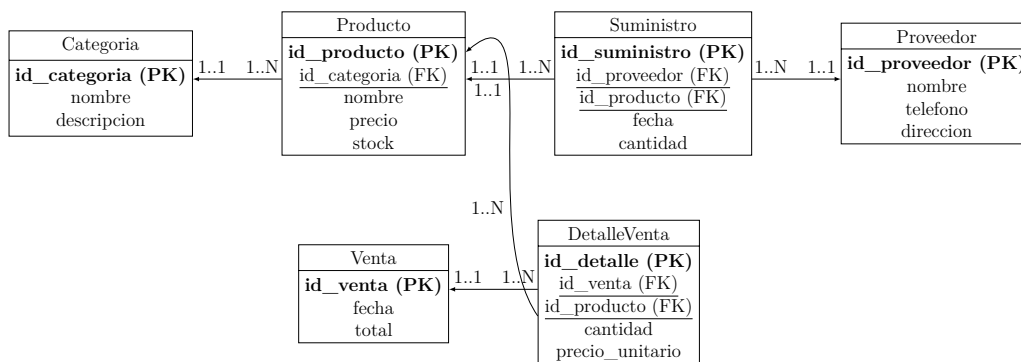 Categoria
id_categoria (PK)
nombre
descripcion
1..1
1..N
Producto
id_producto (PK)
id_categoria (FK)
nombre
precio
stock
1..1
1..N
1..1
Suministro
id_suministro (PK)
id_proveedor (FK)
id_producto (FK)
fecha
cantidad
1..N
1..1
Proveedor
id_proveedor (PK)
nombre
telefono
direccion
1..N
Venta
id_venta (PK)
fecha
total
1..1
1..N
DetalleVenta
id_detalle (PK)
id_venta (FK)
id_producto (FK)
cantidad
precio_unitario